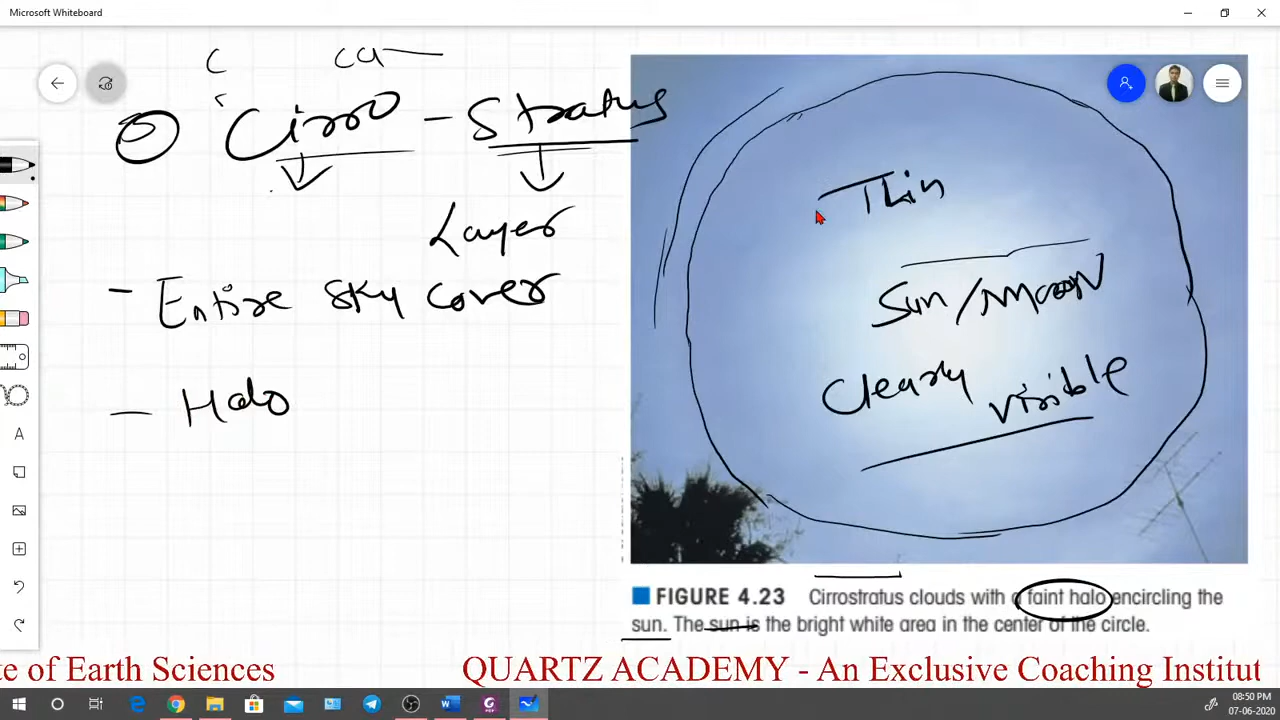 Microsoft Whiteboard
C ca
Cirro - Stratus
Layer
- Entire sky cover
- Halo
Thin
Sun/Moon
Clearly visible
FIGURE 4.23 Cirrostratus clouds with a faint halo encircling the
sun. The sun is the bright white area in the center of the circle.
te of Earth Sciences QUARTZ ACADEMY - An Exclusive Coaching Institut
A
08:50 PM
07-06-2020